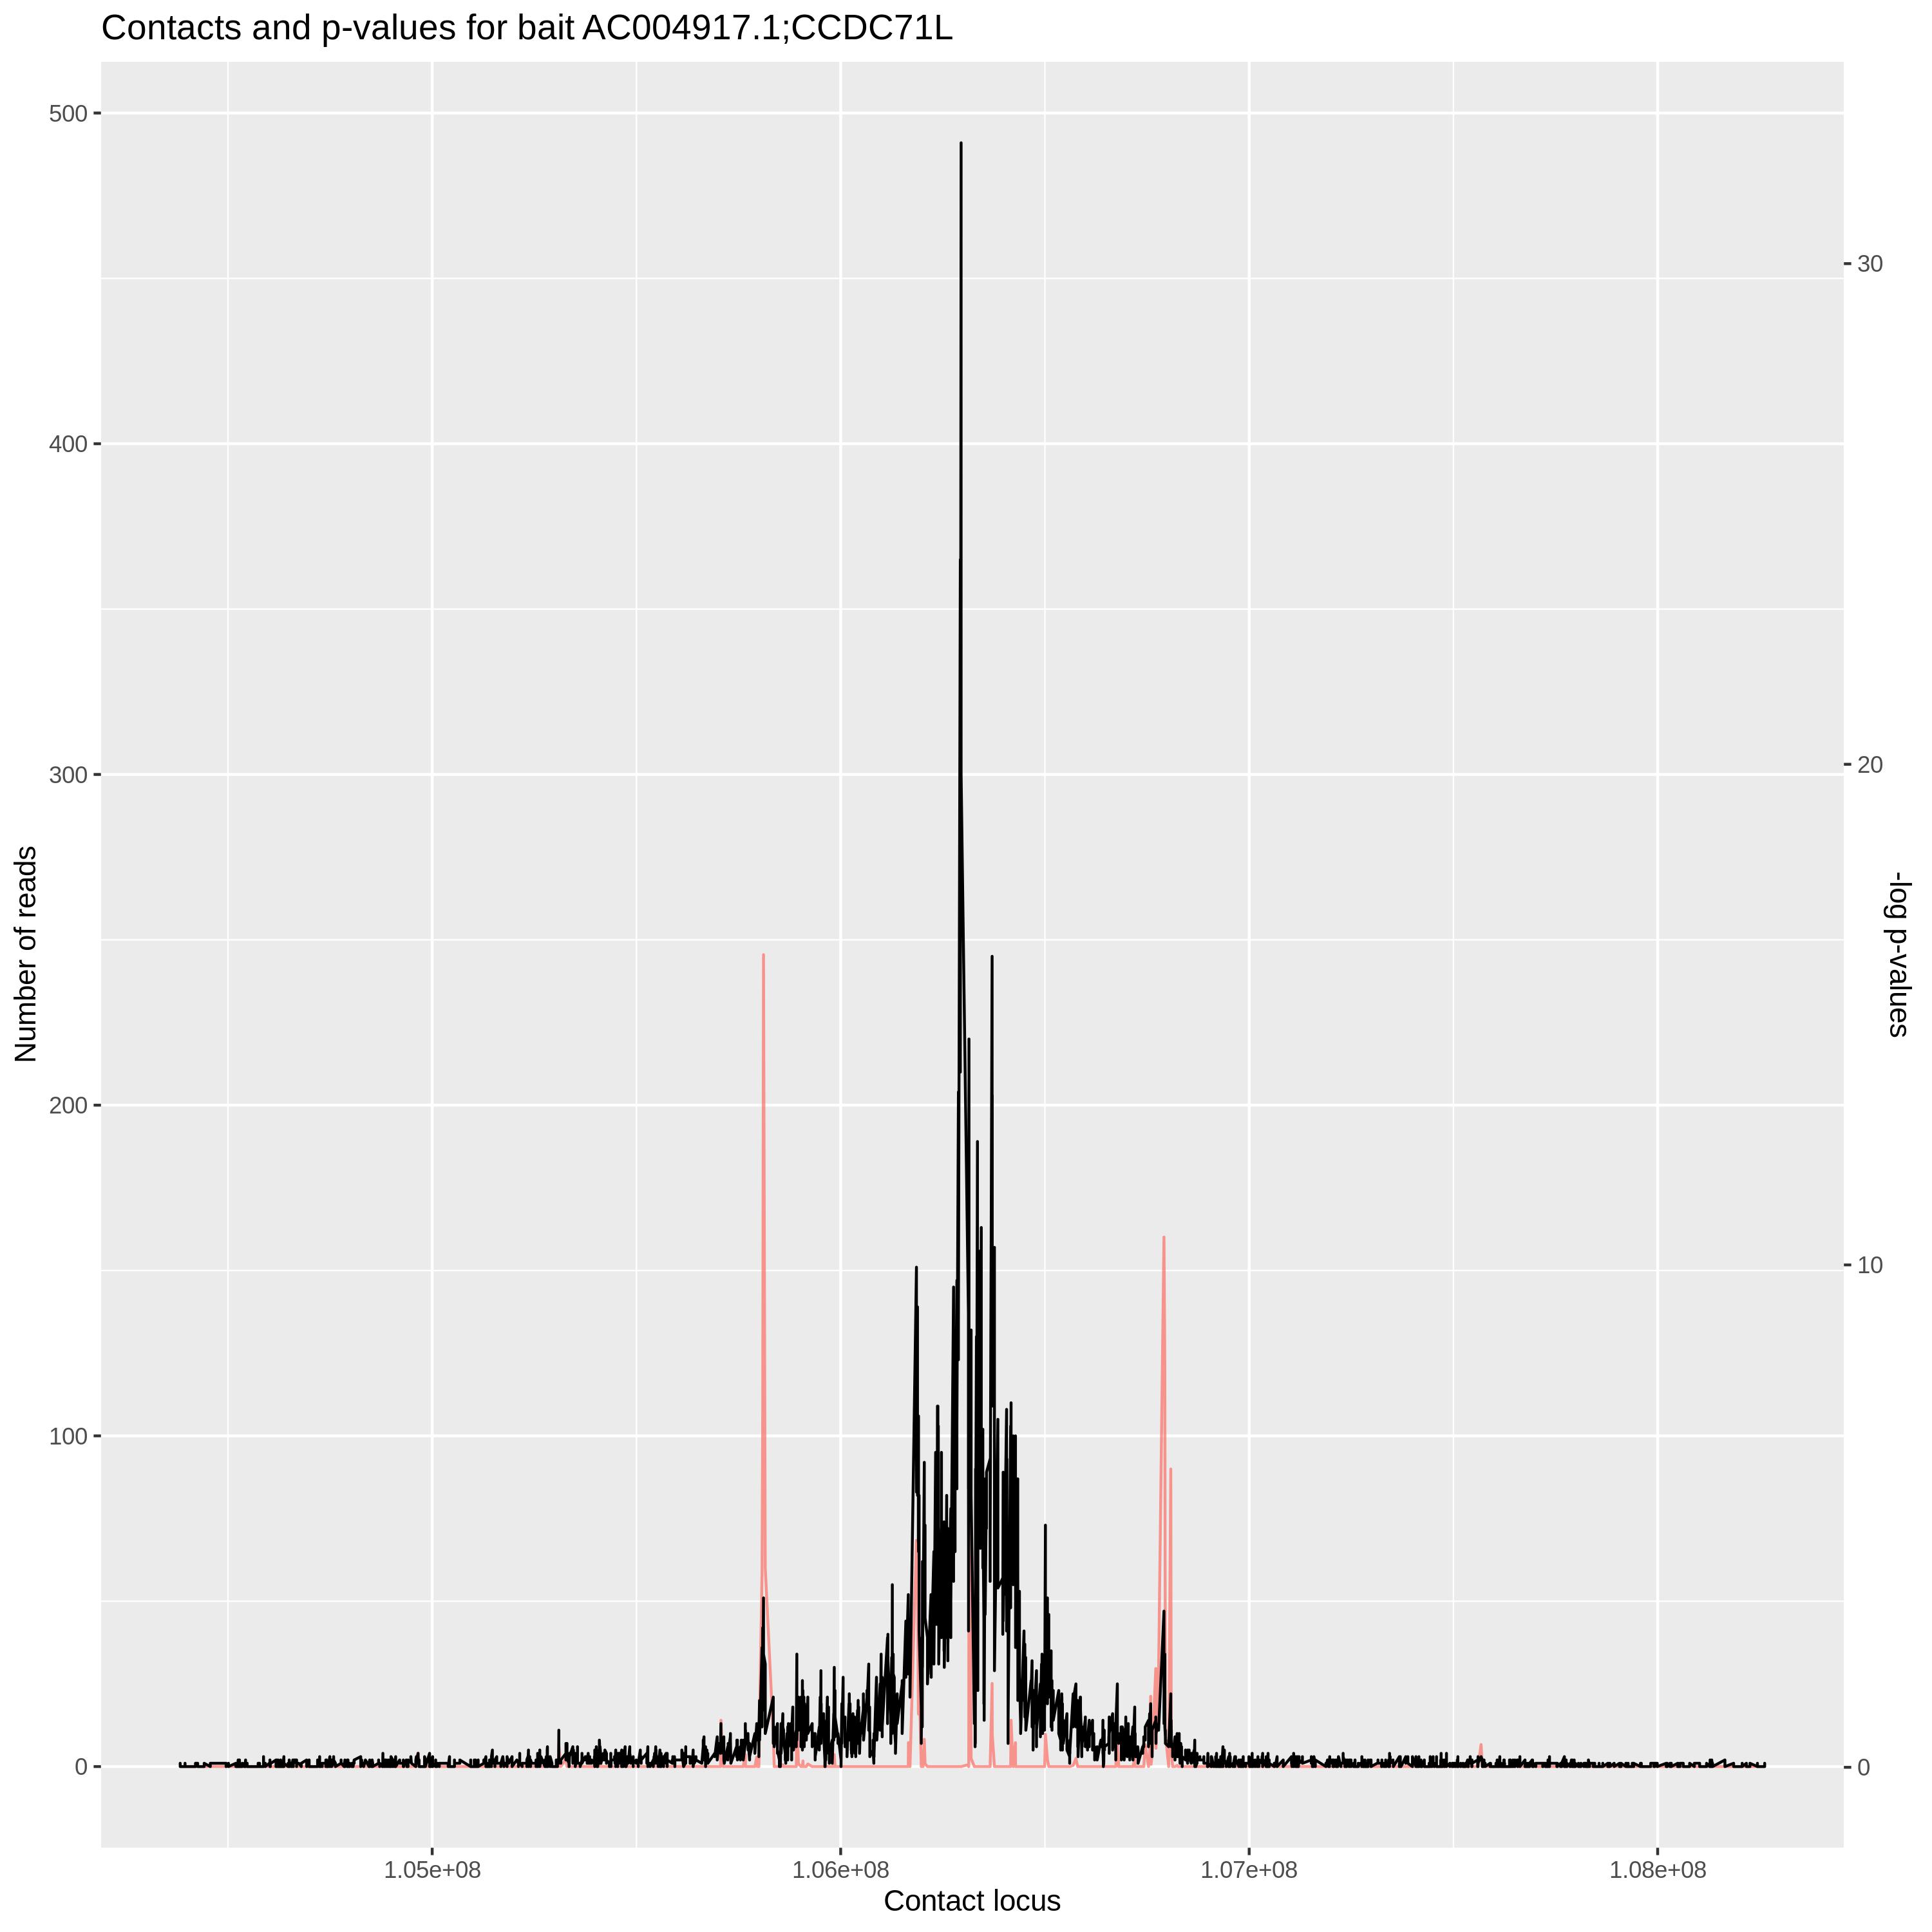 Contacts and p-values for bait AC004917.1;CCDC71L
500
400
300
200
100
0
Number of reads
30
20
10
0
-log p-values
1.05e+08
1.06e+08
1.07e+08
1.08e+08
Contact locus